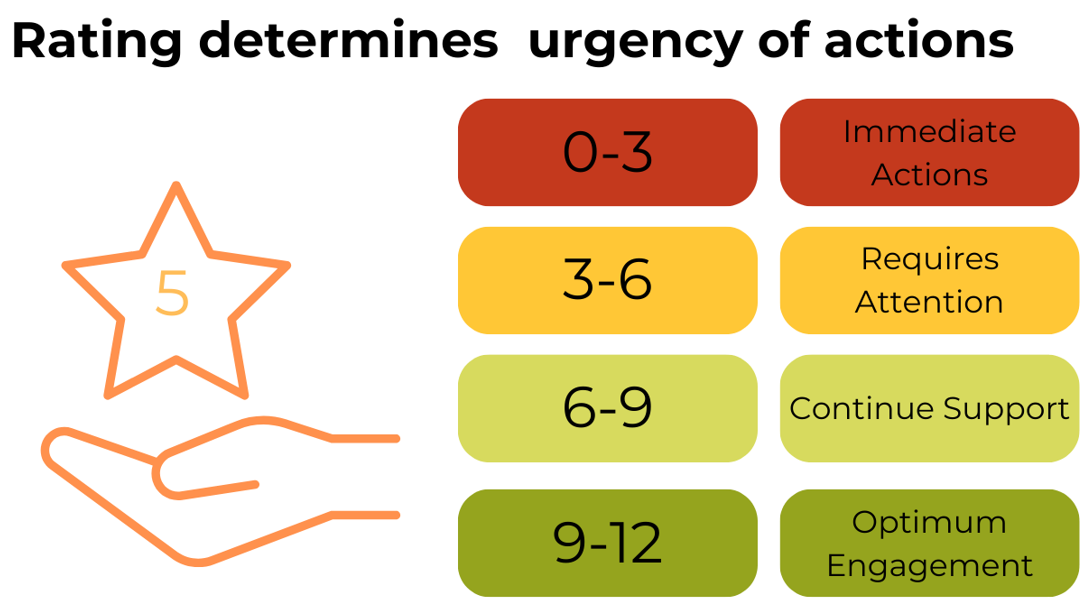 Rating determines  urgency of actions
5
0-3
Immediate
Actions
3-6
Requires
Attention
6-9
Continue Support
9-12
Optimum
Engagement